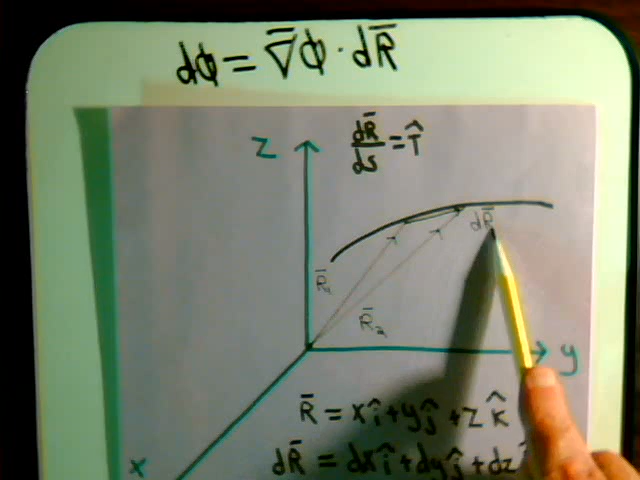 dφ = ∇̄φ · dR̄
Z
dR̄/ds = T̂
dR̄
R̄₁
R̄₂
y
R̄ = xî + yĵ + zk̂
x
dR̄ = dxî + dyĵ + dz